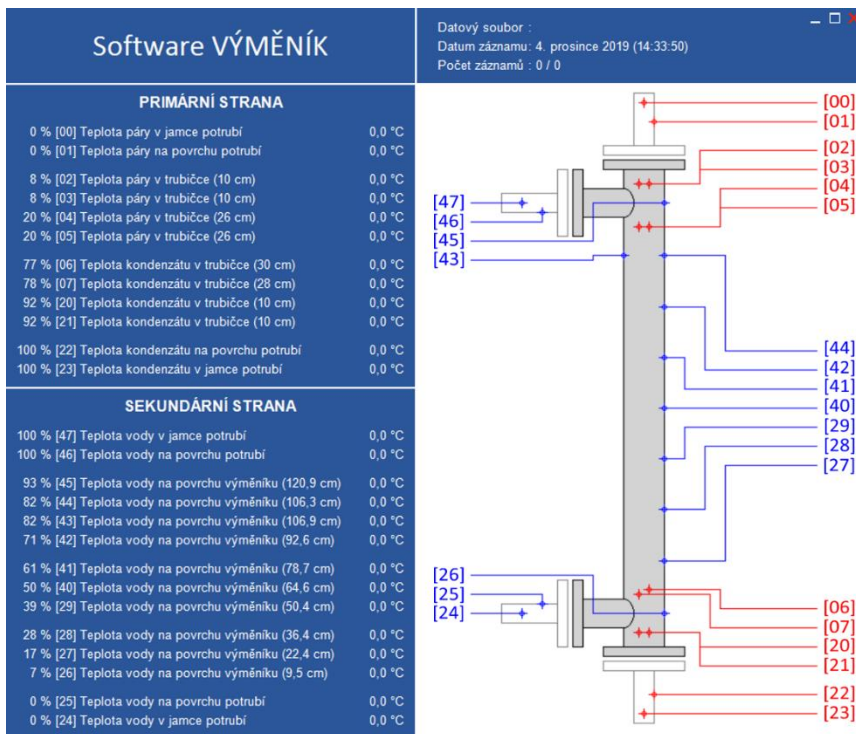 Software VÝMĚNÍK
Datový soubor :
Datum záznamu: 4. prosince 2019 (14:33:50)
Počet záznamů : 0 / 0
PRIMÁRNÍ STRANA
0 % [00] Teplota páry v jamce potrubí 0,0 °C
0 % [01] Teplota páry na povrchu potrubí 0,0 °C
8 % [02] Teplota páry v trubičce (10 cm) 0,0 °C
8 % [03] Teplota páry v trubičce (10 cm) 0,0 °C
20 % [04] Teplota páry v trubičce (26 cm) 0,0 °C
20 % [05] Teplota páry v trubičce (26 cm) 0,0 °C
77 % [06] Teplota kondenzátu v trubičce (30 cm) 0,0 °C
78 % [07] Teplota kondenzátu v trubičce (28 cm) 0,0 °C
92 % [20] Teplota kondenzátu v trubičce (10 cm) 0,0 °C
92 % [21] Teplota kondenzátu v trubičce (10 cm) 0,0 °C
100 % [22] Teplota kondenzátu na povrchu potrubí 0,0 °C
100 % [23] Teplota kondenzátu v jamce potrubí 0,0 °C
SEKUNDÁRNÍ STRANA
100 % [47] Teplota vody v jamce potrubí 0,0 °C
100 % [46] Teplota vody na povrchu potrubí 0,0 °C
93 % [45] Teplota vody na povrchu výměníku (120,9 cm) 0,0 °C
82 % [44] Teplota vody na povrchu výměníku (106,3 cm) 0,0 °C
82 % [43] Teplota vody na povrchu výměníku (106,9 cm) 0,0 °C
71 % [42] Teplota vody na povrchu výměníku (92,6 cm) 0,0 °C
61 % [41] Teplota vody na povrchu výměníku (78,7 cm) 0,0 °C
50 % [40] Teplota vody na povrchu výměníku (64,6 cm) 0,0 °C
39 % [29] Teplota vody na povrchu výměníku (50,4 cm) 0,0 °C
28 % [28] Teplota vody na povrchu výměníku (36,4 cm) 0,0 °C
17 % [27] Teplota vody na povrchu výměníku (22,4 cm) 0,0 °C
7 % [26] Teplota vody na povrchu výměníku (9,5 cm) 0,0 °C
0 % [25] Teplota vody na povrchu potrubí 0,0 °C
0 % [24] Teplota vody v jamce potrubí 0,0 °C
[47]
[46]
[45]
[43]
[26]
[25]
[24]
[00]
[01]
[02]
[03]
[04]
[05]
[44]
[42]
[41]
[40]
[29]
[28]
[27]
[06]
[07]
[20]
[21]
[22]
[23]